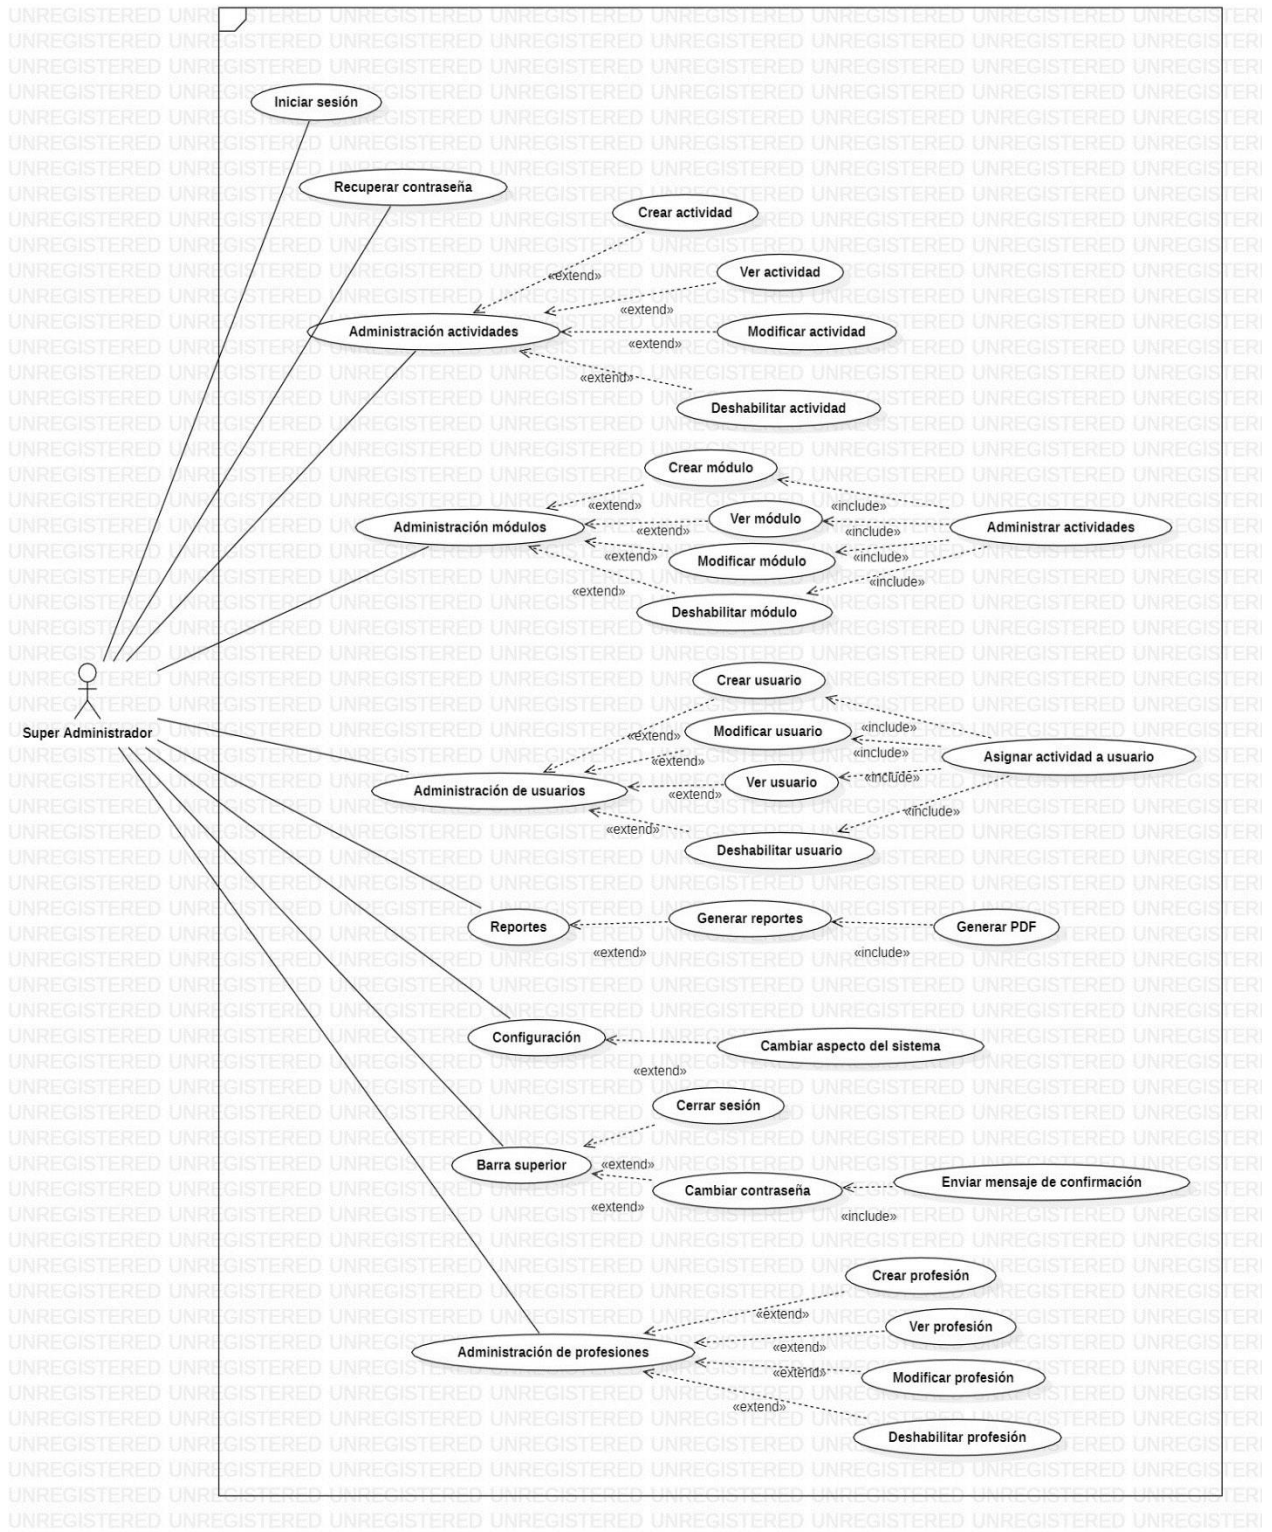 Iniciar sesión
Recuperar contraseña
Crear actividad
«extend»
Ver actividad
«extend»
Administración actividades
Modificar actividad
«extend»
«extend»
Deshabilitar actividad
Crear módulo
«extend»
«include»
Administración módulos
Ver módulo
Administrar actividades
«extend»
«include»
«extend»
Modificar módulo
«include»
«extend»
«include»
Deshabilitar módulo
Super Administrador
Crear usuario
«extend»
Modificar usuario
«include»
«extend»
«include»
Asignar actividad a usuario
Administración de usuarios
«extend»
Ver usuario
«include»
«include»
«extend»
Deshabilitar usuario
Reportes
Generar reportes
Generar PDF
«extend»
«include»
Configuración
Cambiar aspecto del sistema
«extend»
Cerrar sesión
Barra superior
«extend»
«extend»
Cambiar contraseña
Enviar mensaje de confirmación
«include»
Crear profesión
«extend»
Ver profesión
«extend»
Administración de profesiones
«extend»
Modificar profesión
«extend»
Deshabilitar profesión
UNREGISTERED